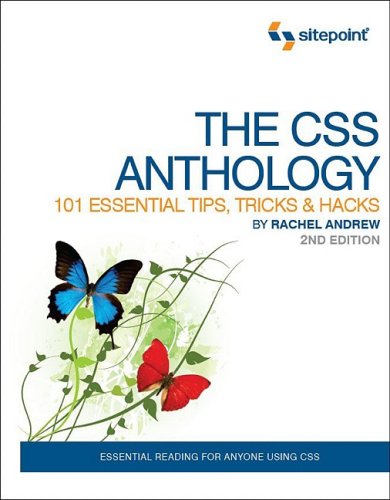 sitepoint®
THE CSS
ANTHOLOGY
101 ESSENTIAL TIPS, TRICKS & HACKS
BY RACHEL ANDREW
2ND EDITION
ESSENTIAL READING FOR ANYONE USING CSS